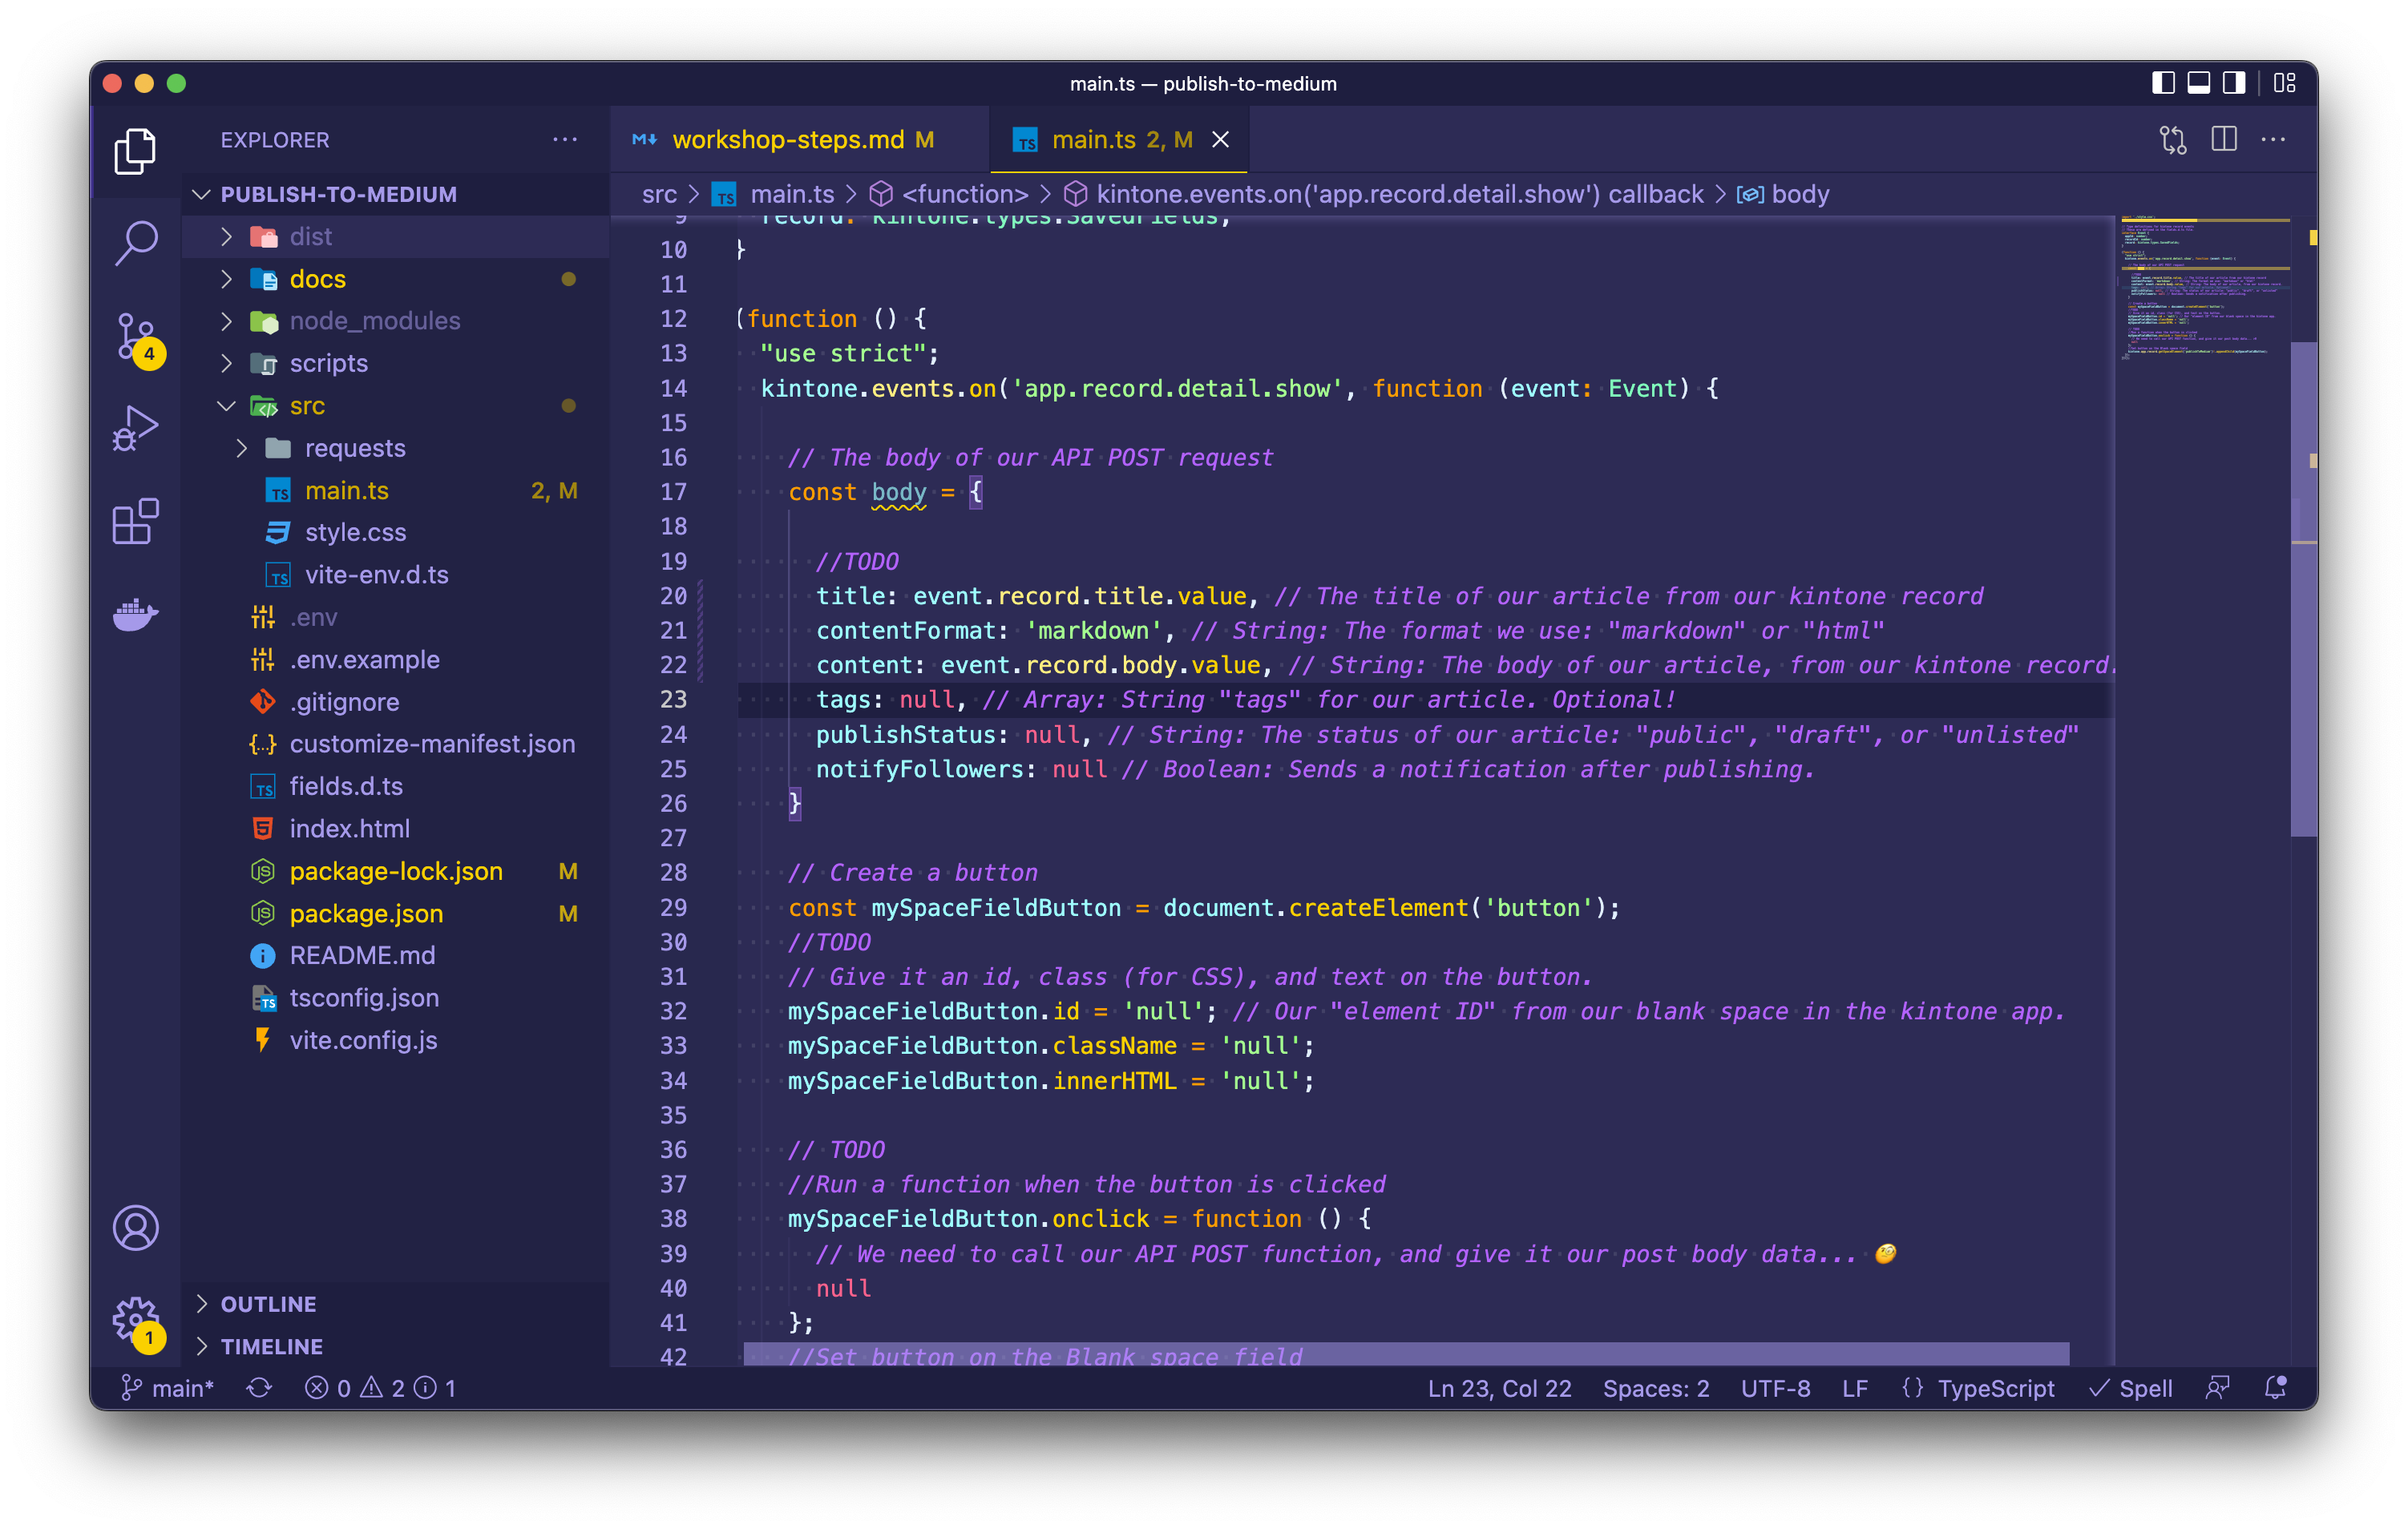 main.ts — publish-to-medium
EXPLORER
workshop-steps.md M
main.ts 2, M
PUBLISH-TO-MEDIUM
src > main.ts > <function> > kintone.events.on('app.record.detail.show') callback > body
dist
docs
node_modules
scripts
src
requests
main.ts 2, M
style.css
vite-env.d.ts
.env
.env.example
.gitignore
customize-manifest.json
fields.d.ts
index.html
package-lock.json M
package.json M
README.md
tsconfig.json
vite.config.js
OUTLINE
TIMELINE
4
1
9 record: kintone.types.SavedFields;
10 }
11
12 (function () {
13 "use strict";
14 kintone.events.on('app.record.detail.show', function (event: Event) {
15
16 // The body of our API POST request
17 const body = {
18
19 //TODO
20 title: event.record.title.value, // The title of our article from our kintone record
21 contentFormat: 'markdown', // String: The format we use: "markdown" or "html"
22 content: event.record.body.value, // String: The body of our article, from our kintone record.
23 tags: null, // Array: String "tags" for our article. Optional!
24 publishStatus: null, // String: The status of our article: "public", "draft", or "unlisted"
25 notifyFollowers: null // Boolean: Sends a notification after publishing.
26 }
27
28 // Create a button
29 const mySpaceFieldButton = document.createElement('button');
30 //TODO
31 // Give it an id, class (for CSS), and text on the button.
32 mySpaceFieldButton.id = 'null'; // Our "element ID" from our blank space in the kintone app.
33 mySpaceFieldButton.className = 'null';
34 mySpaceFieldButton.innerHTML = 'null';
35
36 // TODO
37 //Run a function when the button is clicked
38 mySpaceFieldButton.onclick = function () {
39 // We need to call our API POST function, and give it our post body data... 🧐
40 null
41 };
42 //Set button on the Blank space field
main* 0 2 1
Ln 23, Col 22 Spaces: 2 UTF-8 LF {} TypeScript Spell